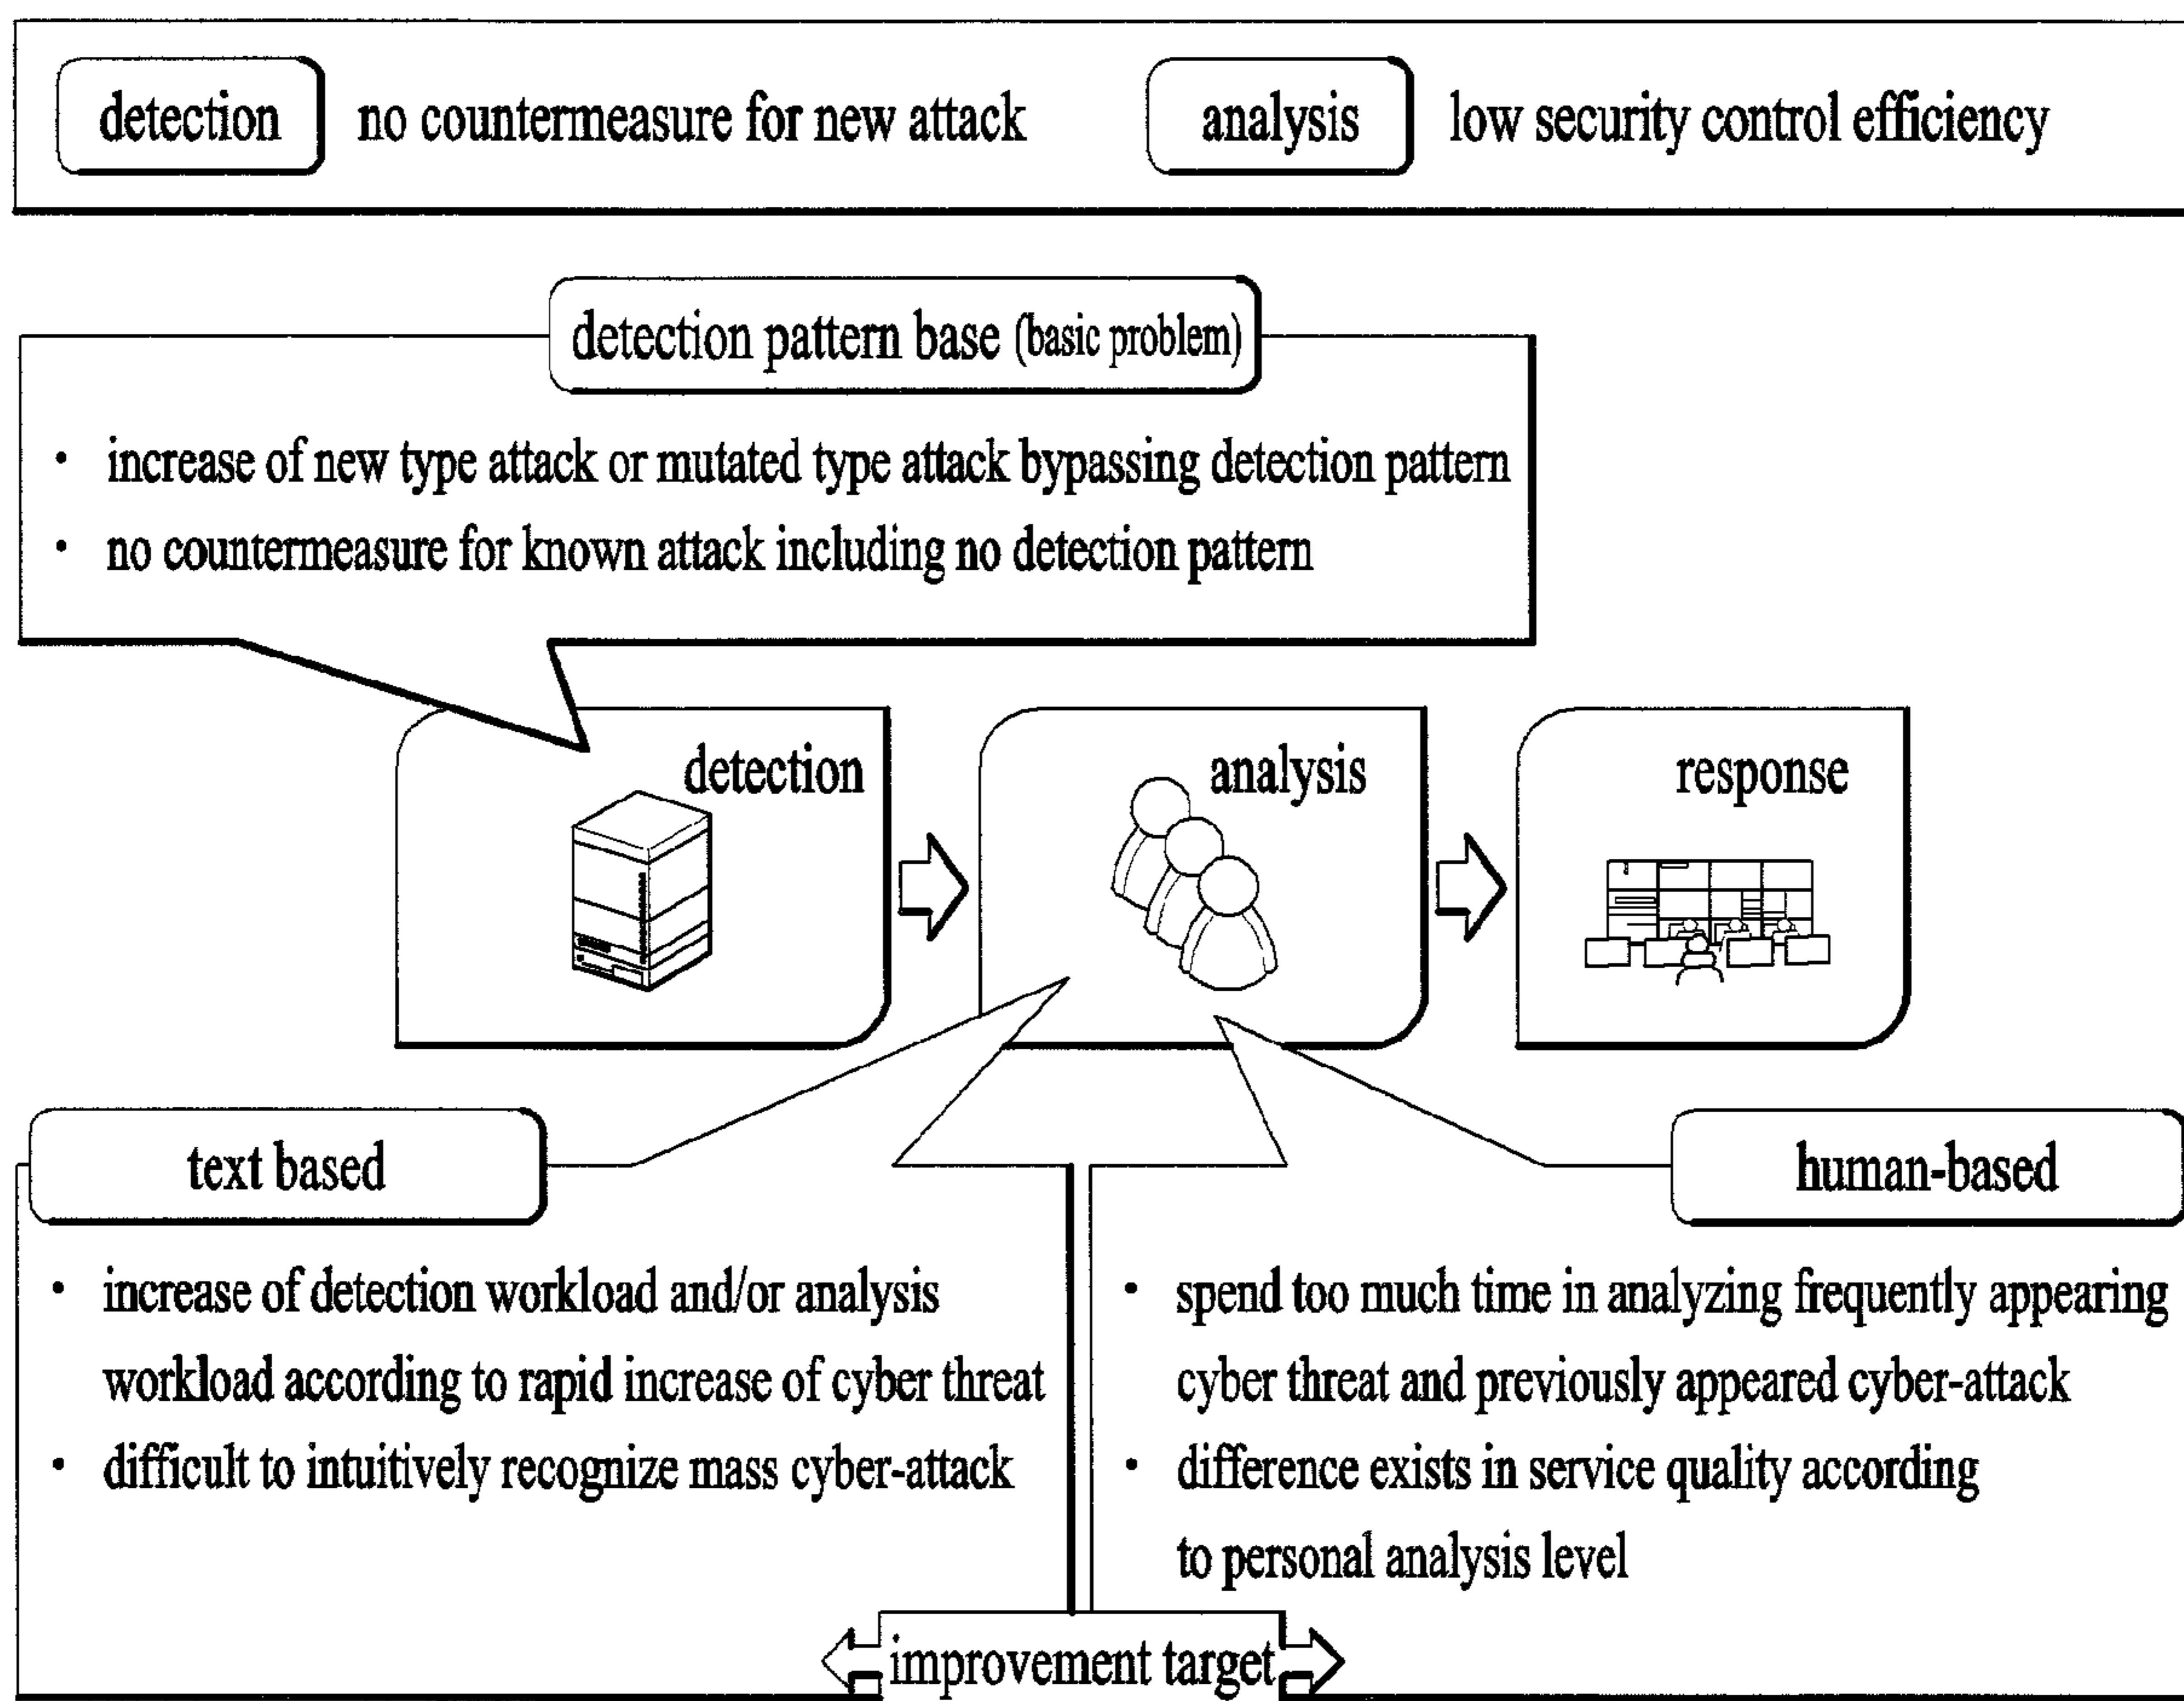 detection no countermeasure for new attack analysis low security control efficiency
detection pattern base (basic problem)
· increase of new type attack or mutated type attack bypassing detection pattern
· no countermeasure for known attack including no detection pattern
detection
analysis
response
text based
· increase of detection workload and/or analysis
workload according to rapid increase of cyber threat
· difficult to intuitively recognize mass cyber-attack
human-based
· spend too much time in analyzing frequently appearing
cyber threat and previously appeared cyber-attack
· difference exists in service quality according
to personal analysis level
improvement target